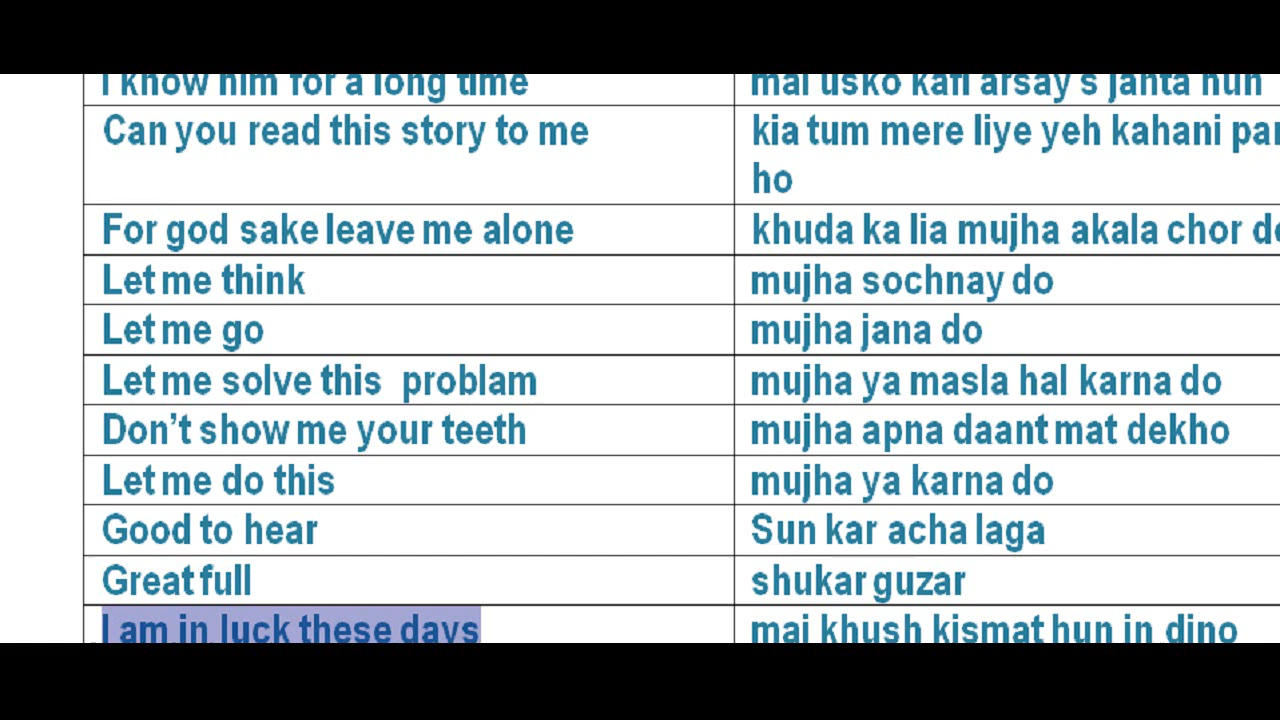 I know him for a long time
mai usko kafi arsay s janta hun
Can you read this story to me
kia tum mere liye yeh kahani
ho
For god sake leave me alone
khuda ka lia mujha akala chor
Let me think
mujha sochnay do
Let me go
mujha jana do
Let me solve this problam
mujha ya masla hal karna do
Don’t show me your teeth
mujha apna daant mat dekho
Let me do this
mujha ya karna do
Good to hear
Sun kar acha laga
Great full
shukar guzar
I am in luck these days
mai khush kismat hun in dino